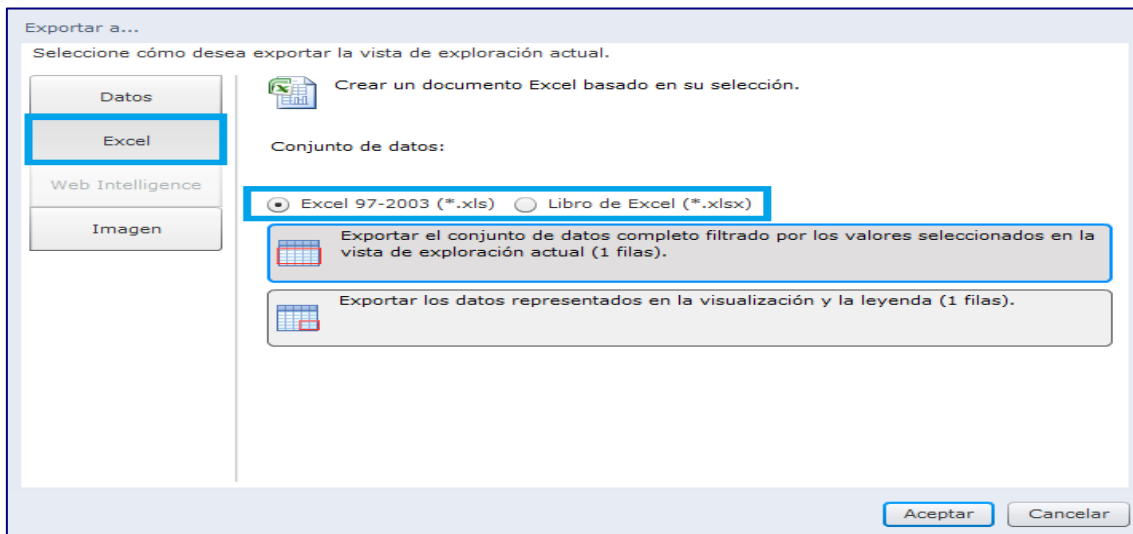 Exportar a...
Seleccione cómo desea exportar la vista de exploración actual.
Datos
Excel
Web Intelligence
Imagen
Crear un documento Excel basado en su selección.
Conjunto de datos:
Excel 97-2003 (*.xls) Libro de Excel (*.xlsx)
Exportar el conjunto de datos completo filtrado por los valores seleccionados en la
vista de exploración actual (1 filas).
Exportar los datos representados en la visualización y la leyenda (1 filas).
Aceptar Cancelar